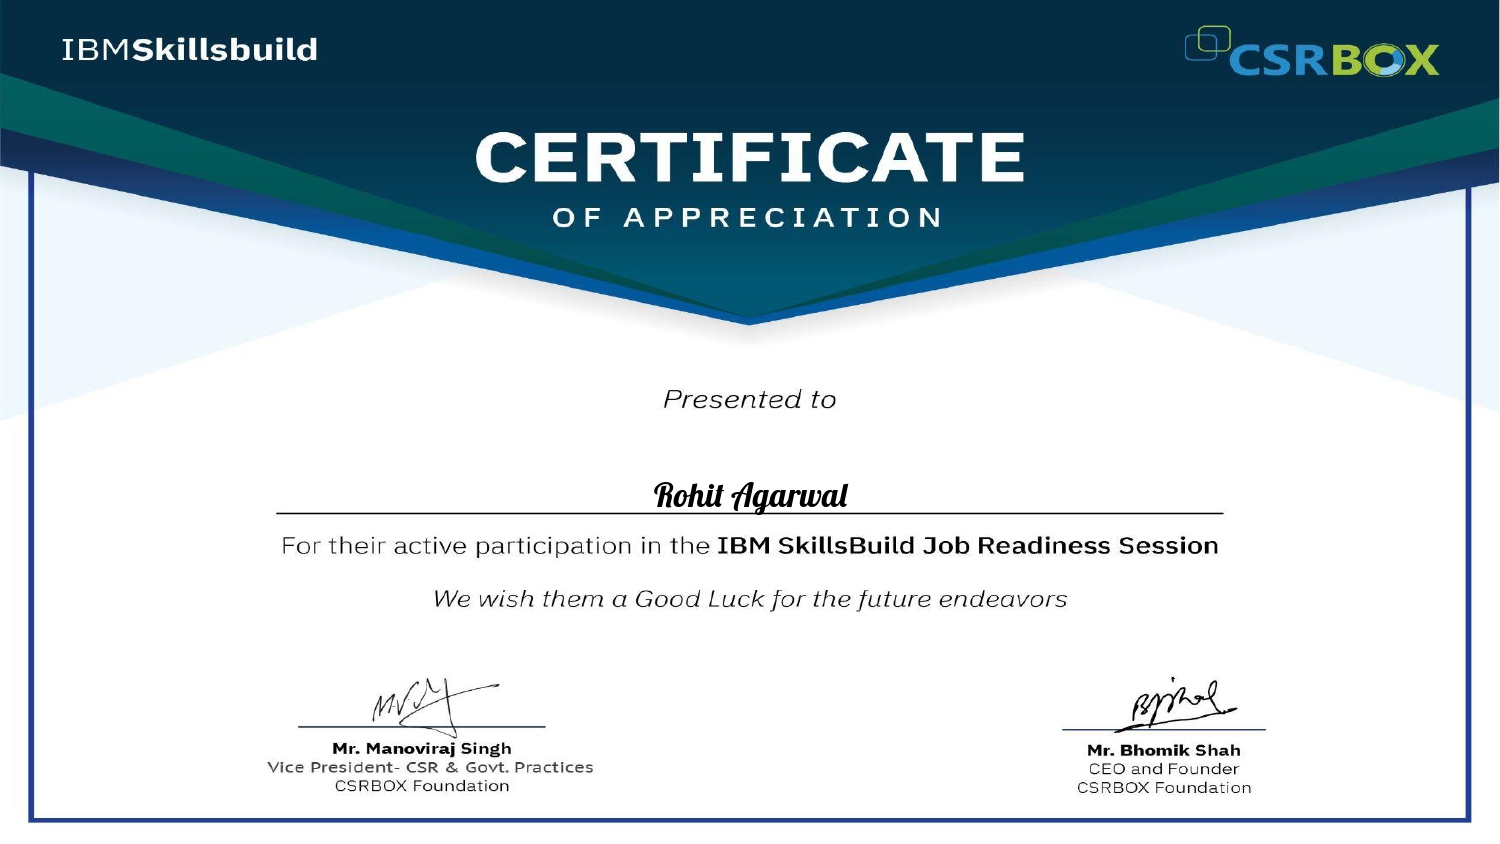 IBMSkillsbuild
CSRBOX
CERTIFICATE
OF APPRECIATION
Presented to
Rohit Agarwal
For their active participation in the IBM SkillsBuild Job Readiness Session
We wish them a Good Luck for the future endeavors
Mr. Manoviraj Singh
Vice President- CSR & Govt. Practices
CSRBOX Foundation
Mr. Bhomik Shah
CEO and Founder
CSRBOX Foundation